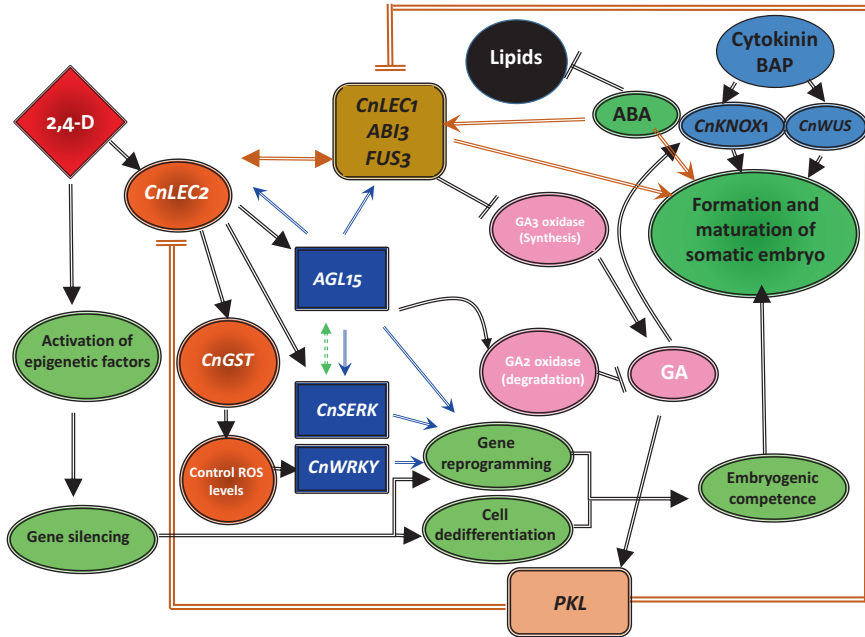 Cytokinin
BAP
Lipids
2,4-D
CnLEC1
ABI3
FUS3
ABA
CnKNOX1
CnWUS
CnLEC2
GA3 oxidase
(Synthesis)
Formation and
maturation of
somatic embryo
AGL15
Activation of
epigenetic factors
CnGST
GA2 oxidase
(degradation)
GA
CnSERK
Gene
reprogramming
Control ROS
levels
CnWRKY
Embryogenic
competence
Gene silencing
Cell
dedifferentiation
PKL